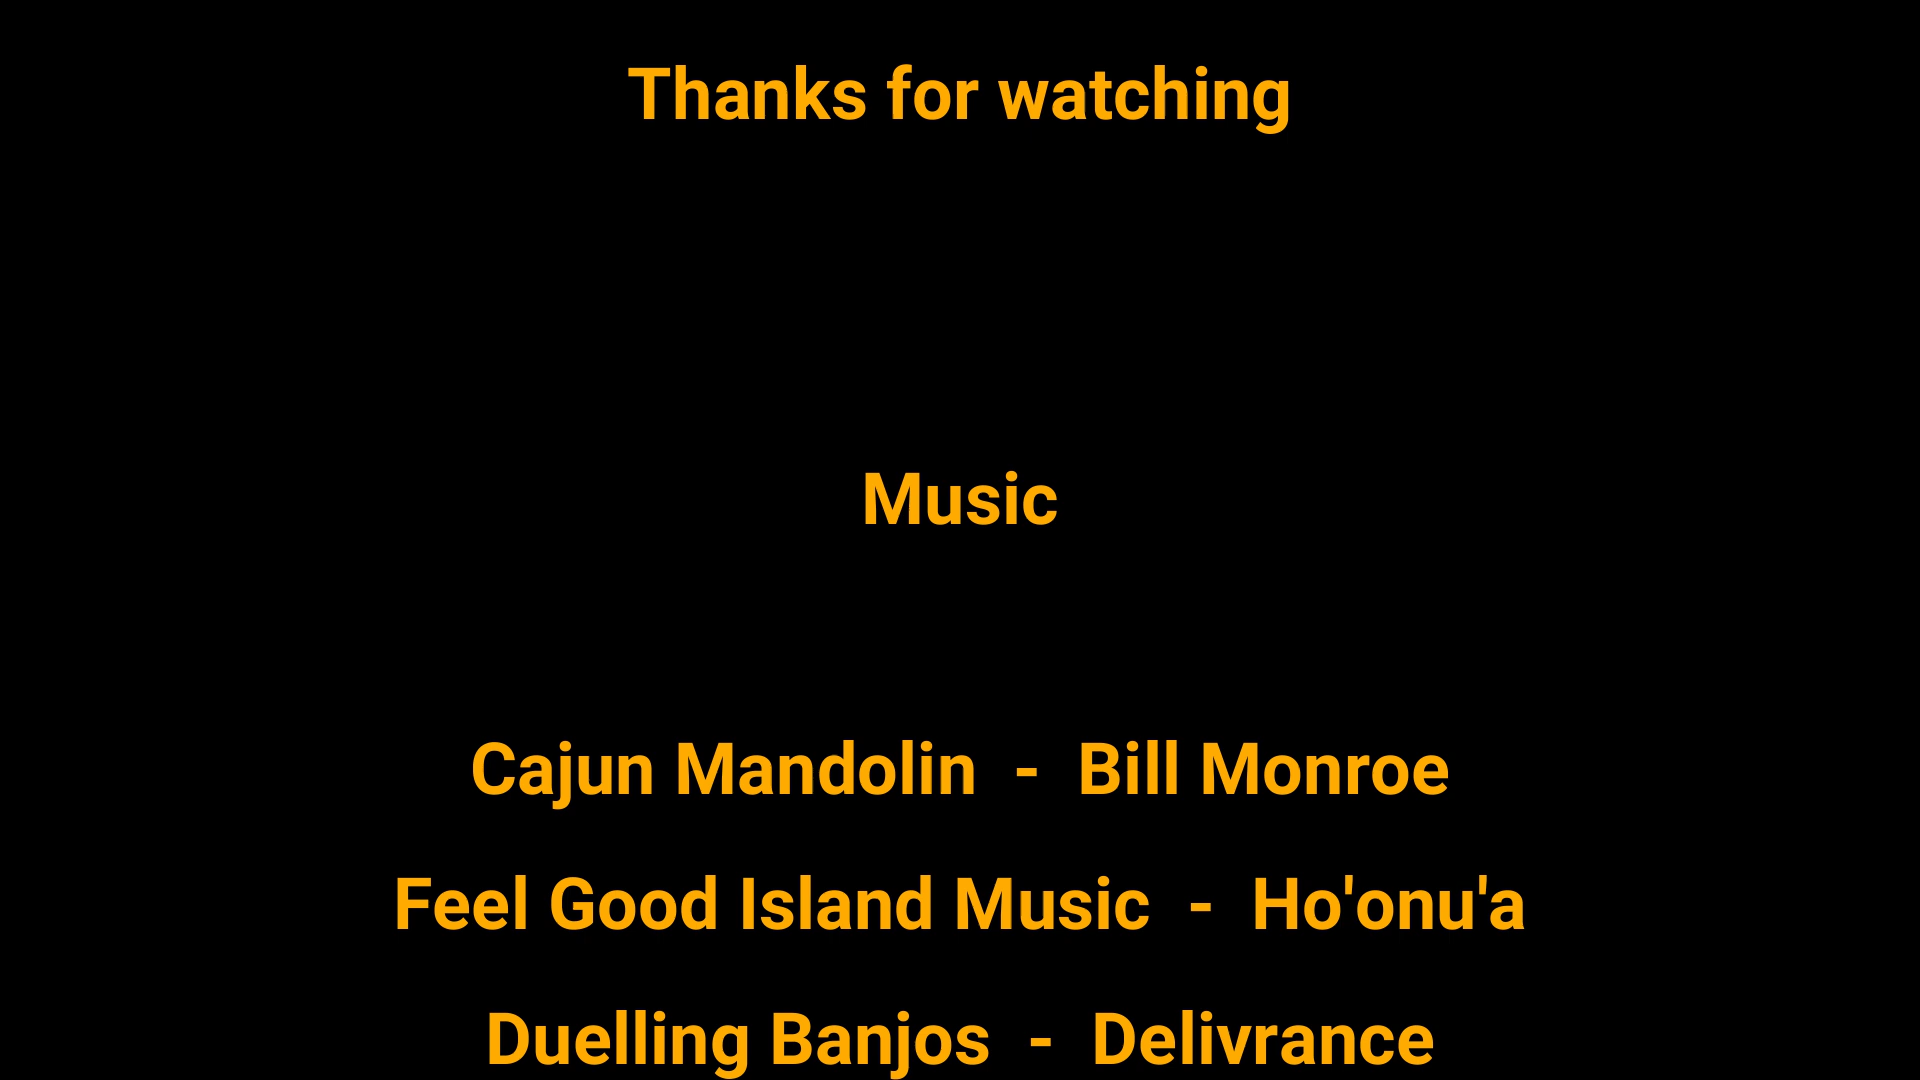 Thanks for watching
Music
Cajun Mandolin - Bill Monroe
Feel Good Island Music - Ho'onu'a
Duelling Banjos - Delivrance